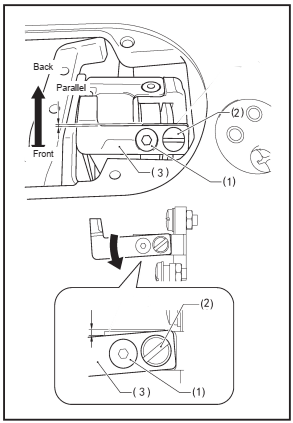 Back
Parallel
(2)
Front
( 3 )
(1)
(2)
(1)
( 3 )